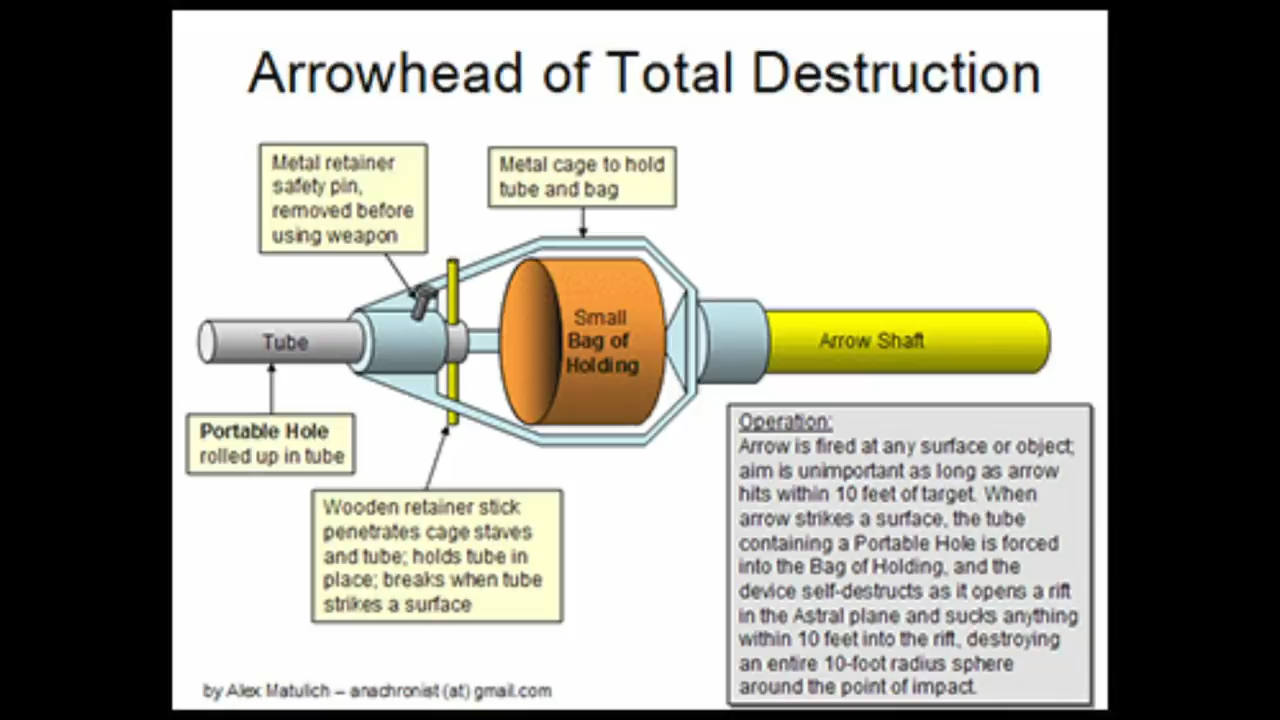 Arrowhead of Total Destruction
Metal retainer
safety pin,
removed before
using weapon
Metal cage to hold
tube and bag
Tube
Small
Bag of
Holding
Arrow Shaft
Portable Hole
rolled up in tube
Wooden retainer stick
penetrates cage staves
and tube; holds tube in
place; breaks when tube
strikes a surface
Operation:
Arrow is fired at any surface or object;
aim is unimportant as long as arrow
hits within 10 feet of target. When
arrow strikes a surface, the tube
containing a Portable Hole is forced
into the Bag of Holding, and the
device self-destructs as it opens a rift
in the Astral plane and sucks anything
within 10 feet into the rift, destroying
an entire 10-foot radius sphere
around the point of impact.
by Alex Matulich – anachronist (at) gmail.com